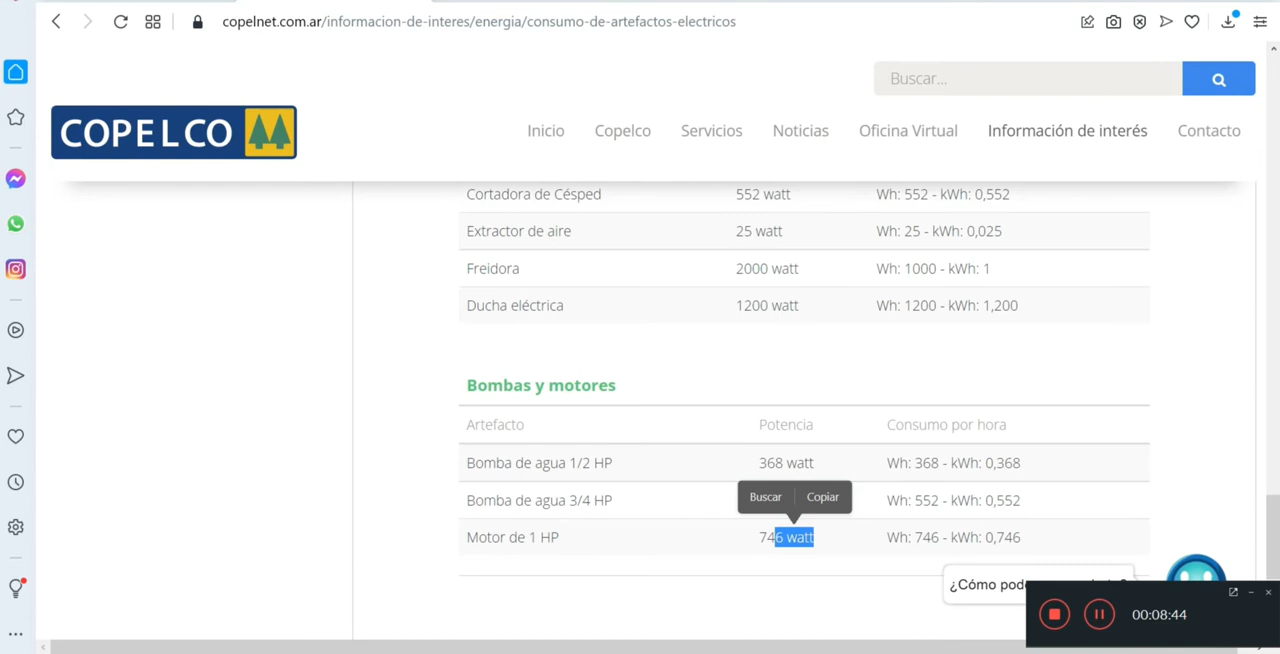 copelnet.com.ar/informacion-de-interes/energia/consumo-de-artefactos-electricos
Buscar...
COPELCO
Inicio Copelco Servicios Noticias Oficina Virtual Información de interés Contacto
Cortadora de Césped 552 watt Wh: 552 - kWh: 0,552
Extractor de aire 25 watt Wh: 25 - kWh: 0,025
Freidora 2000 watt Wh: 1000 - kWh: 1
Ducha eléctrica 1200 watt Wh: 1200 - kWh: 1,200
Bombas y motores
Artefacto Potencia Consumo por hora
Bomba de agua 1/2 HP 368 watt Wh: 368 - kWh: 0,368
Buscar Copiar
Bomba de agua 3/4 HP Wh: 552 - kWh: 0,552
Motor de 1 HP 746 watt Wh: 746 - kWh: 0,746
¿Cómo
00:08:44